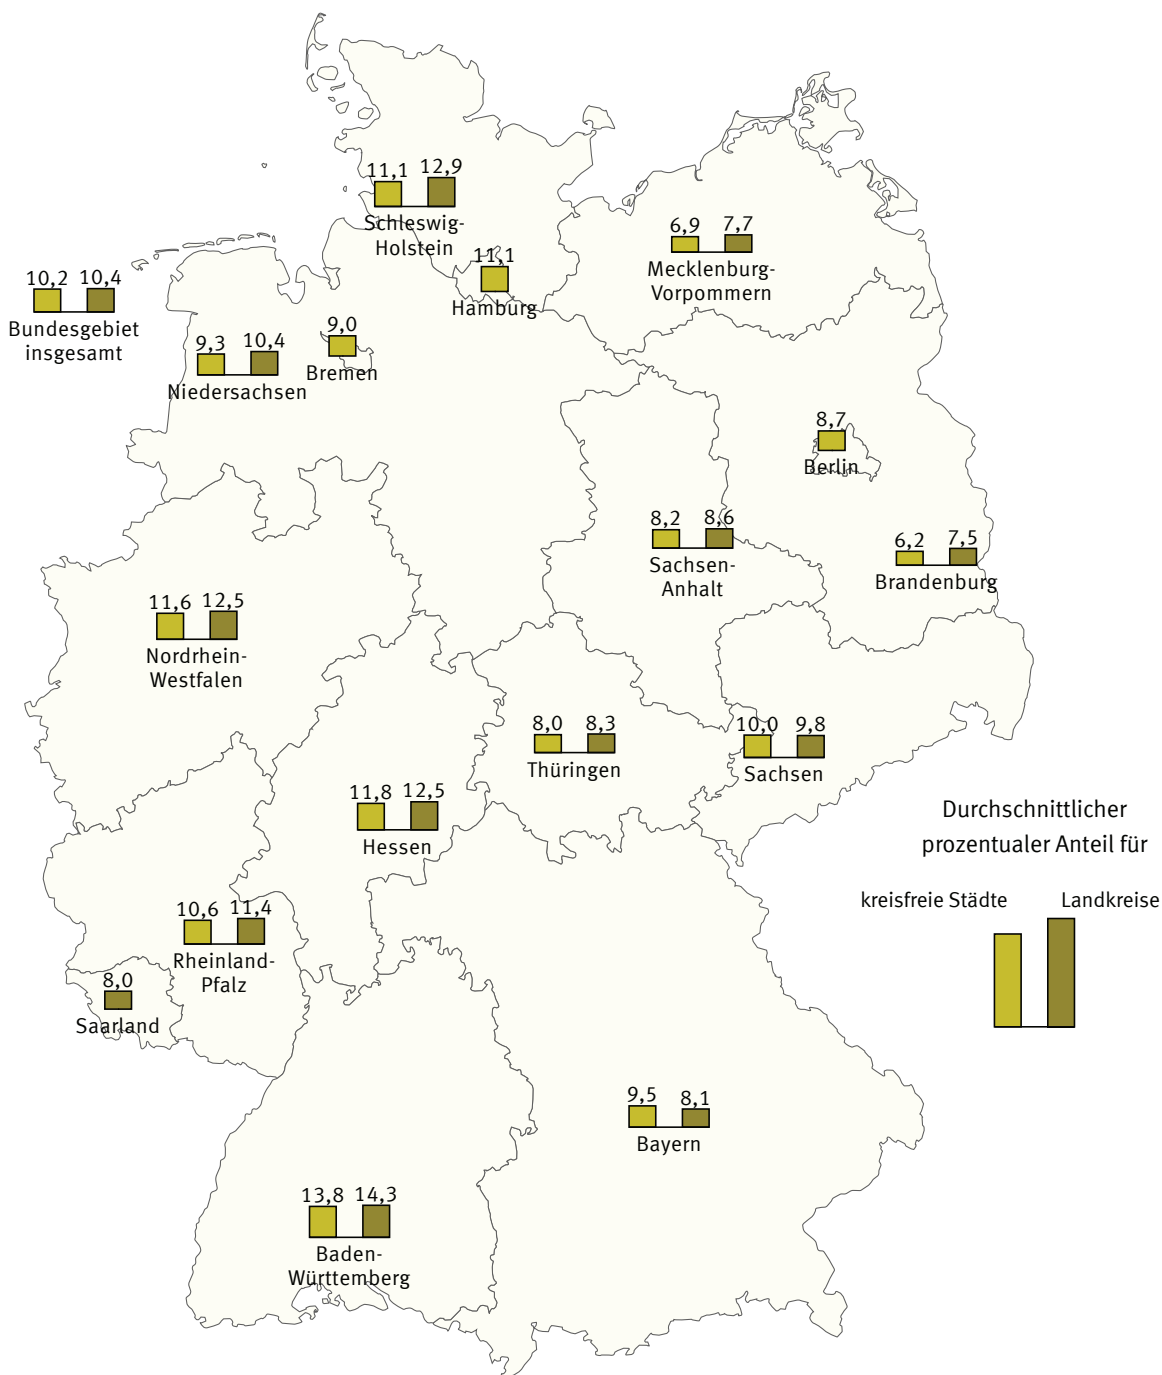 11,1 12,9
Schleswig-
Holstein
6,9 7,7
Mecklenburg-
Vorpommern
11,1
Hamburg
10,2 10,4
Bundesgebiet
insgesamt
9,0
Bremen
9,3 10,4
Niedersachsen
8,7
Berlin
8,2 8,6
Sachsen-
Anhalt
6,2 7,5
Brandenburg
11,6 12,5
Nordrhein-
Westfalen
8,0 8,3
Thüringen
10,0 9,8
Sachsen
11,8 12,5
Hessen
Durchschnittlicher
prozentualer Anteil für
kreisfreie Städte Landkreise
10,6 11,4
Rheinland-
Pfalz
8,0
Saarland
9,5 8,1
Bayern
13,8 14,3
Baden-
Württemberg